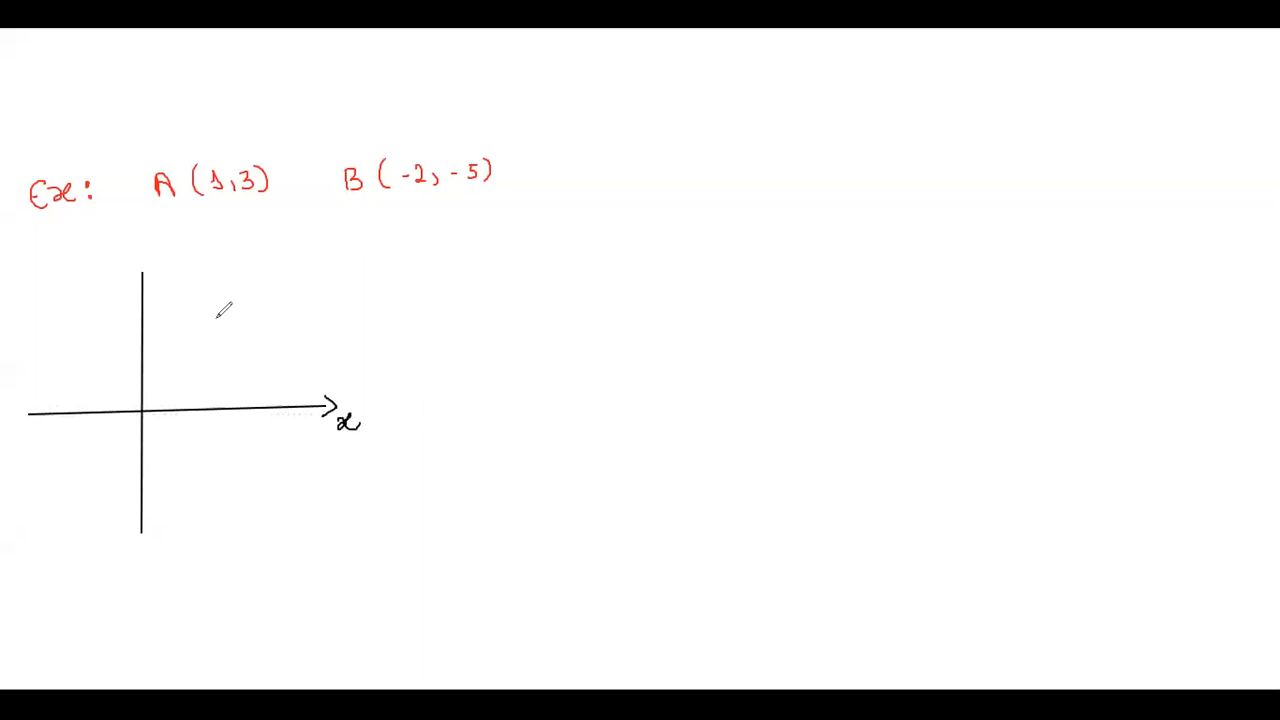 Ex: A (1,3) B (-2, -5)
x